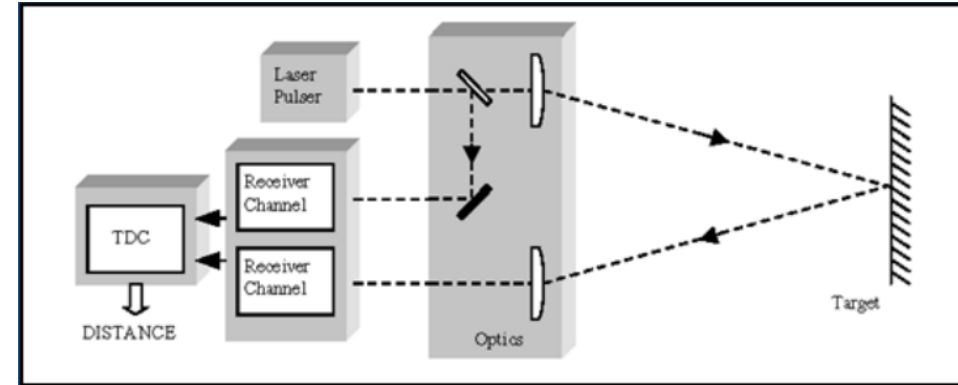 Laser
Pulser
Receiver
Channel
TDC
Receiver
Channel
DISTANCE
Optics
Target